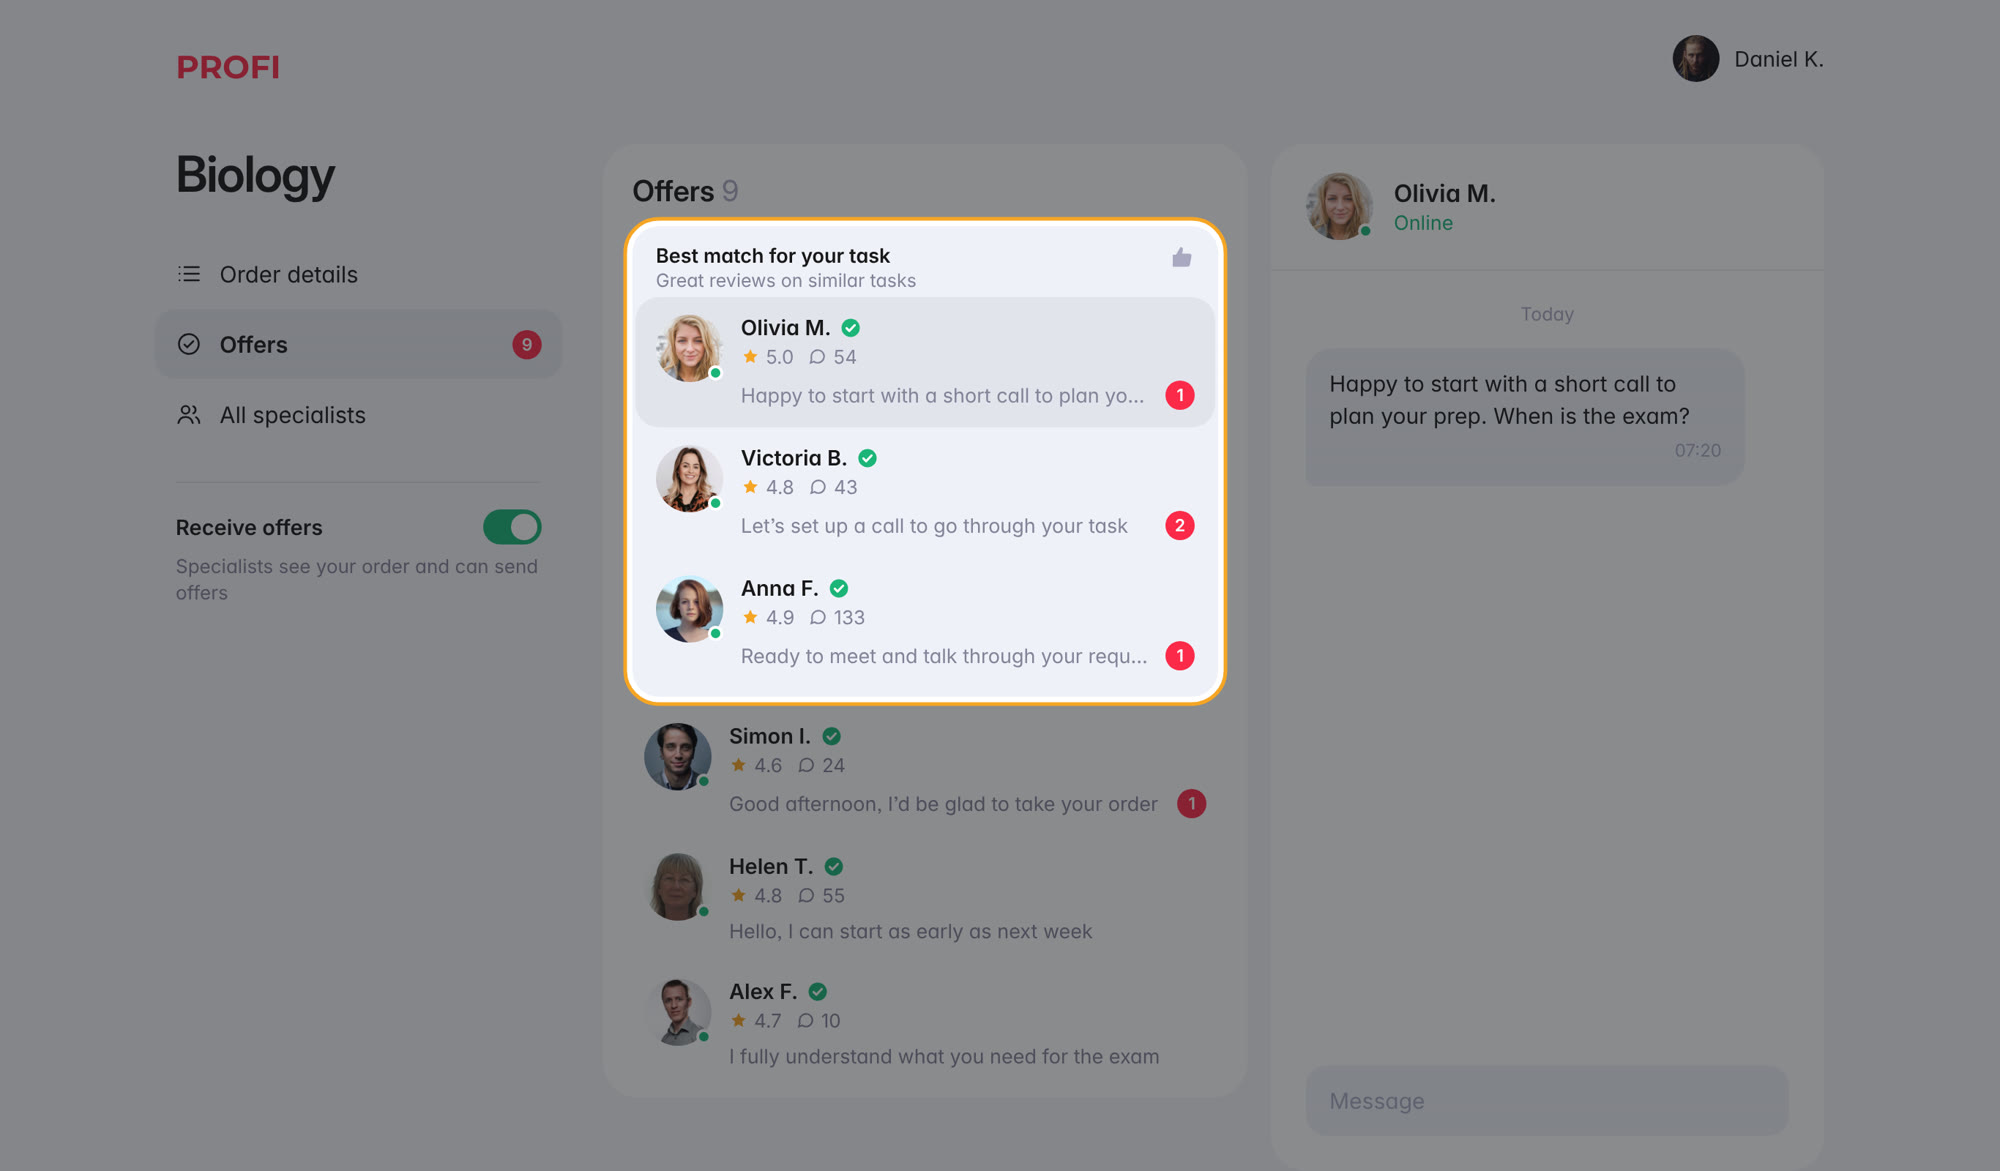 PROFI
Daniel K.
Biology
Order details
Offers 9
All specialists
Receive offers
Specialists see your order and can send
offers
Offers 9
Best match for your task
Great reviews on similar tasks
Olivia M.
5.0 54
Happy to start with a short call to plan yo... 1
Victoria B.
4.8 43
Let’s set up a call to go through your task 2
Anna F.
4.9 133
Ready to meet and talk through your requ... 1
Simon I.
4.6 24
Good afternoon, I’d be glad to take your order 1
Helen T.
4.8 55
Hello, I can start as early as next week
Alex F.
4.7 10
I fully understand what you need for the exam
Olivia M.
Online
Today
Happy to start with a short call to
plan your prep. When is the exam?
07:20
Message